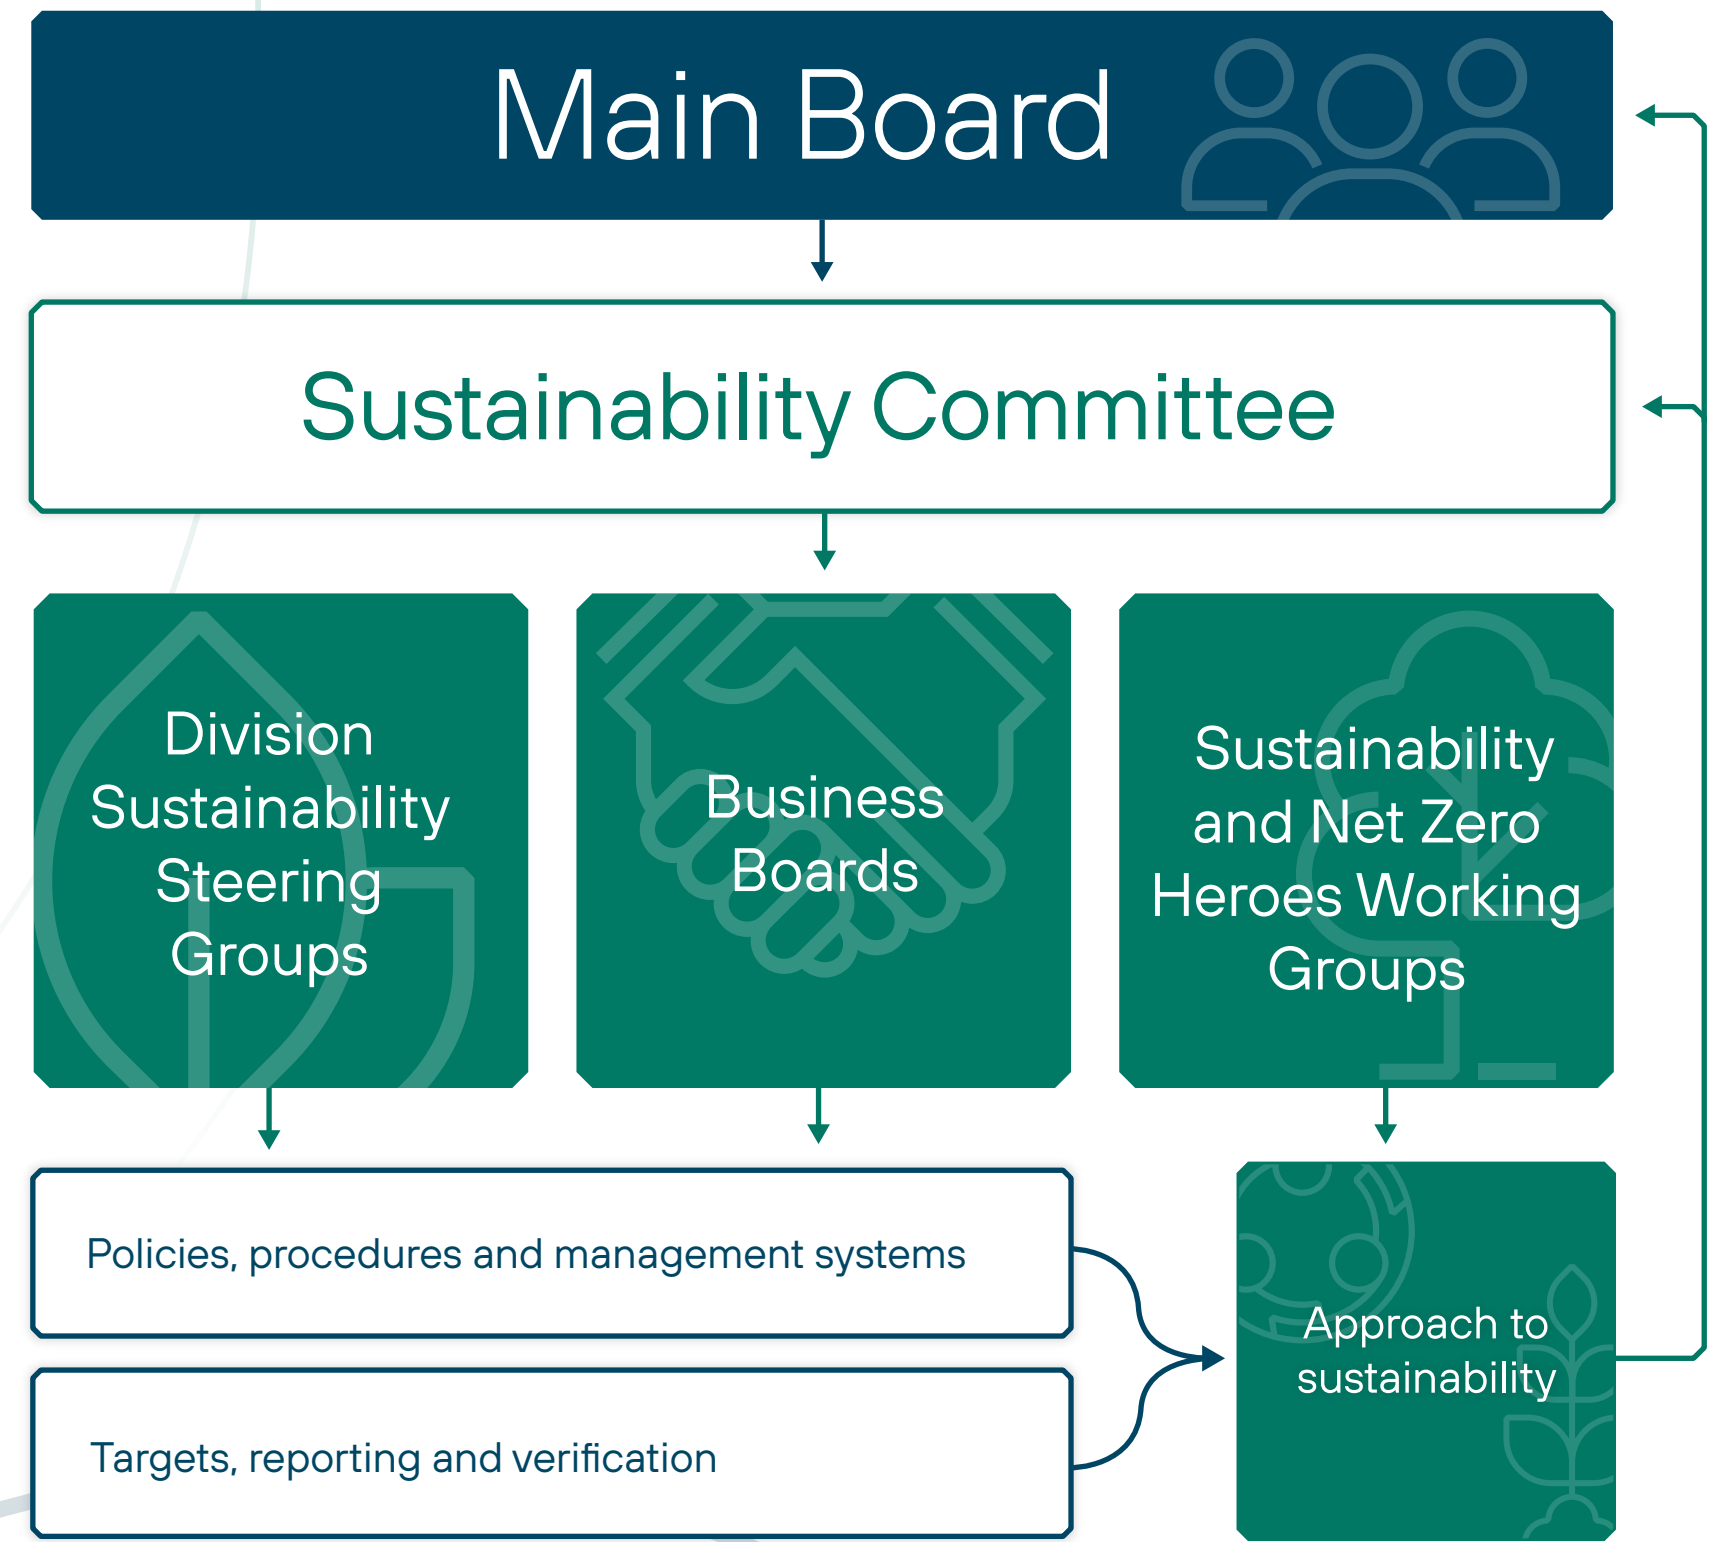 Main Board
Sustainability Committee
Division
Sustainability
Steering
Groups
Business
Boards
Sustainability
and Net Zero
Heroes Working
Groups
Policies, procedures and management systems
Targets, reporting and verification
Approach to
sustainability